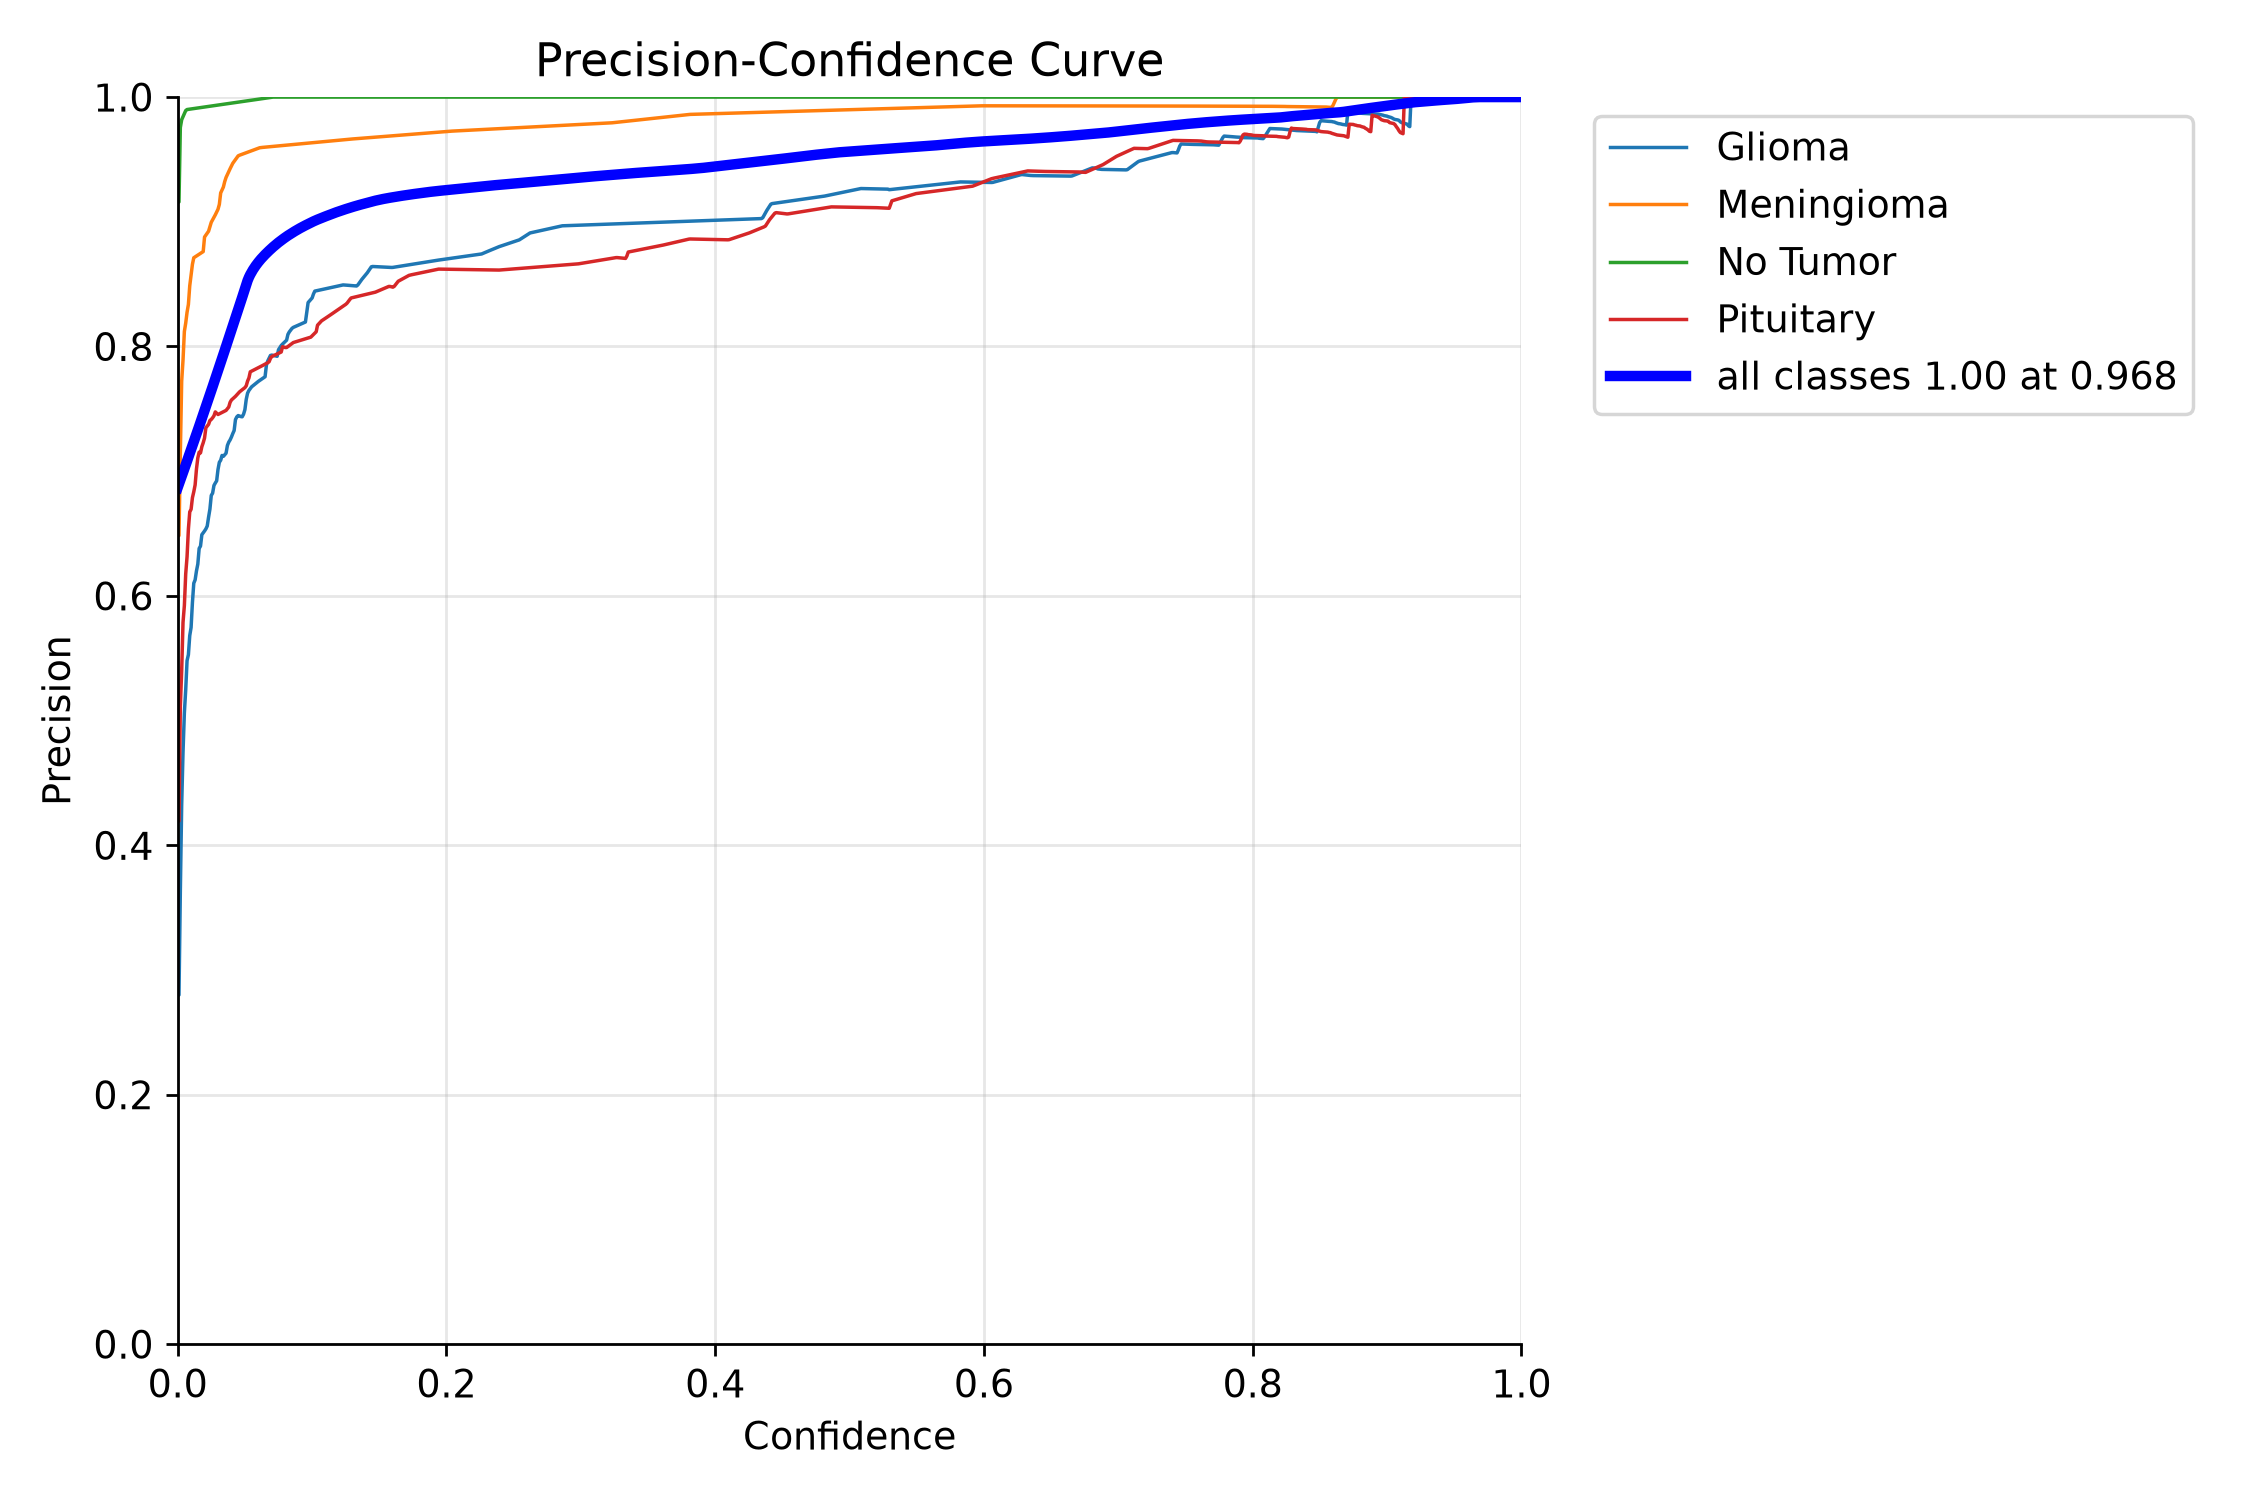 Precision-Confidence Curve
1.0
0.8
0.6
0.4
0.2
0.0
Precision
0.0 0.2 0.4 0.6 0.8 1.0
Confidence
Glioma
Meningioma
No Tumor
Pituitary
all classes 1.00 at 0.968